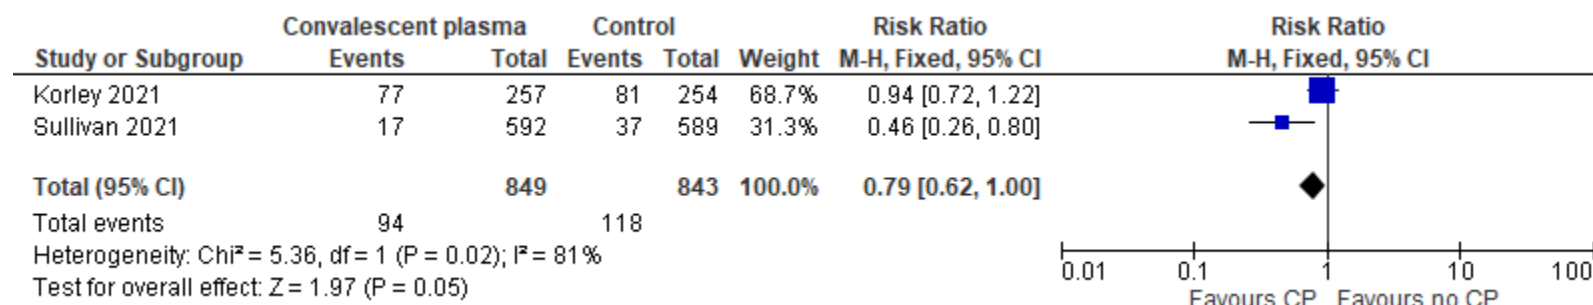 Convalescent plasma Control Risk Ratio Risk Ratio
Study or Subgroup Events Total Events Total Weight M-H, Fixed, 95% CI M-H, Fixed, 95% CI
Korley 2021 77 257 81 254 68.7% 0.94 [0.72, 1.22]
Sullivan 2021 17 592 37 589 31.3% 0.46 [0.26, 0.80]
Total (95% CI) 849 843 100.0% 0.79 [0.62, 1.00]
Total events 94 118
Heterogeneity: Chi² = 5.36, df = 1 (P = 0.02); I² = 81%
Test for overall effect: Z = 1.97 (P = 0.05)
0.01 0.1 1 10 100
Favours CP Favours no CP